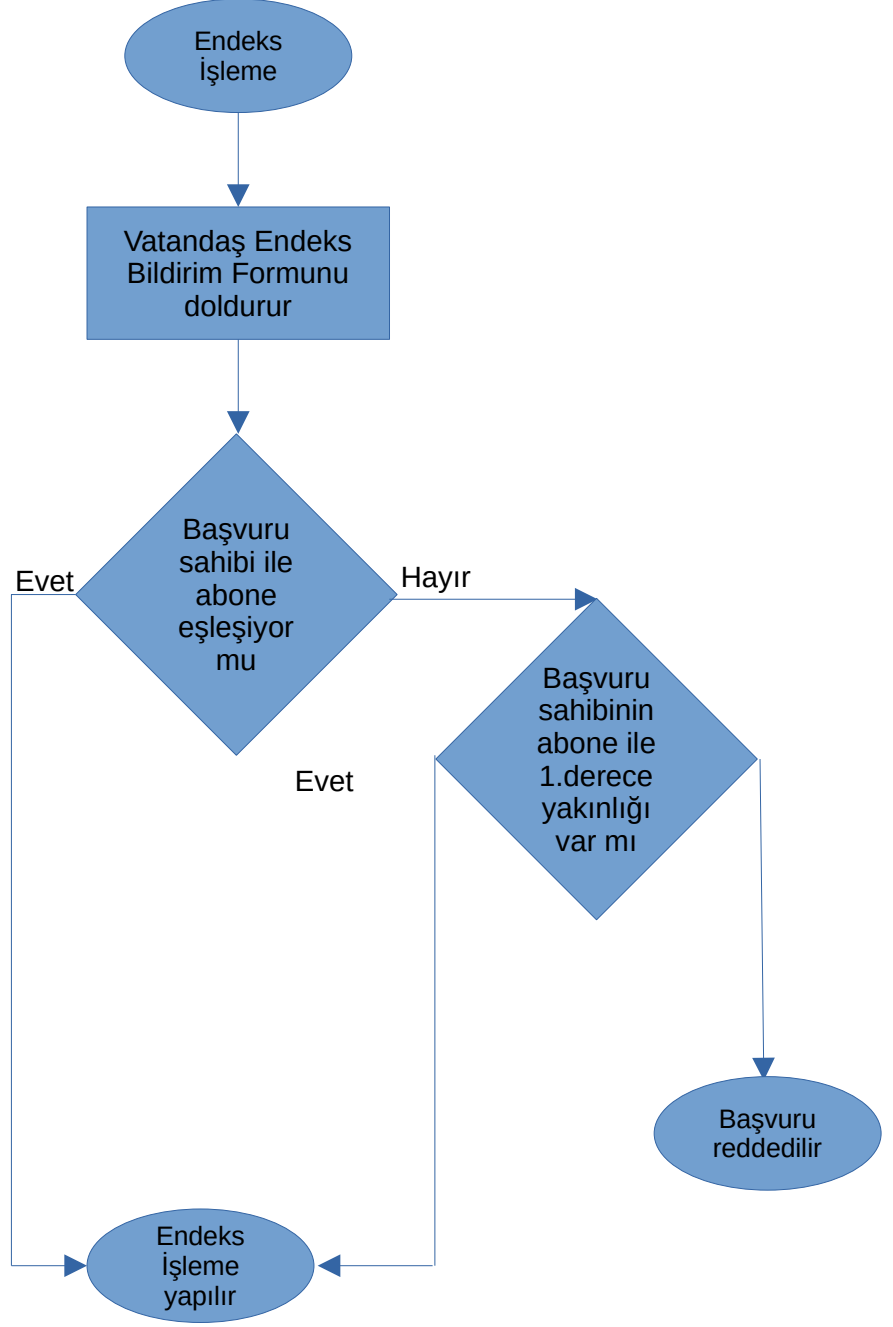 Endeks
İşleme
Vatandaş Endeks
Bildirim Formunu
doldurur
Başvuru
sahibi ile
abone
eşleşiyor
mu
Evet
Hayır
Başvuru
sahibinin
abone ile
1.derece
yakınlığı
var mı
Evet
Başvuru
reddedilir
Endeks
İşleme
yapılır